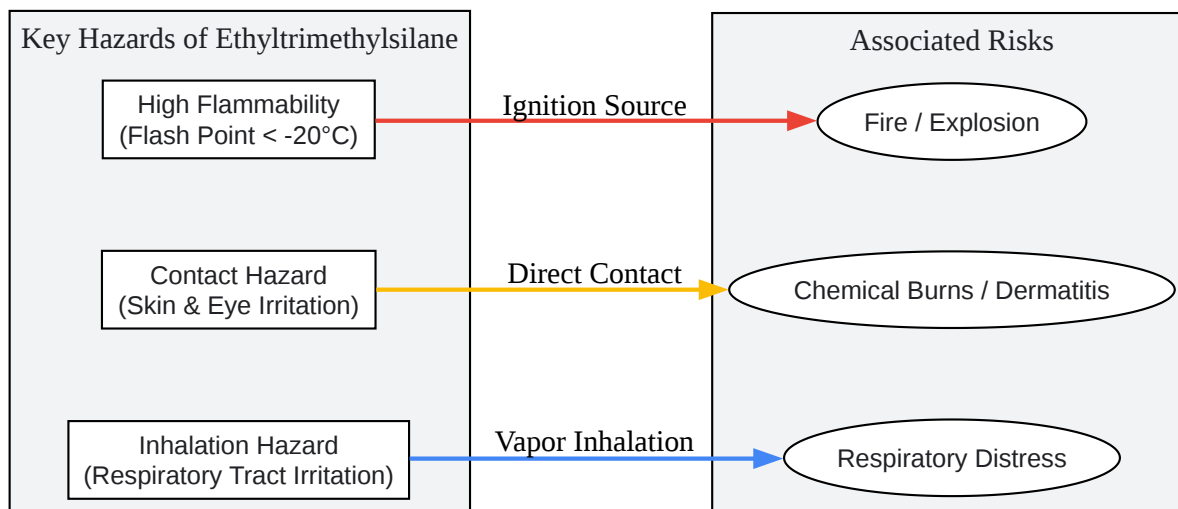 Key Hazards of Ethyltrimethylsilane
Associated Risks
High Flammability
(Flash Point < -20°C)
Ignition Source
Fire / Explosion
Contact Hazard
(Skin & Eye Irritation)
Direct Contact
Chemical Burns / Dermatitis
Inhalation Hazard
(Respiratory Tract Irritation)
Vapor Inhalation
Respiratory Distress